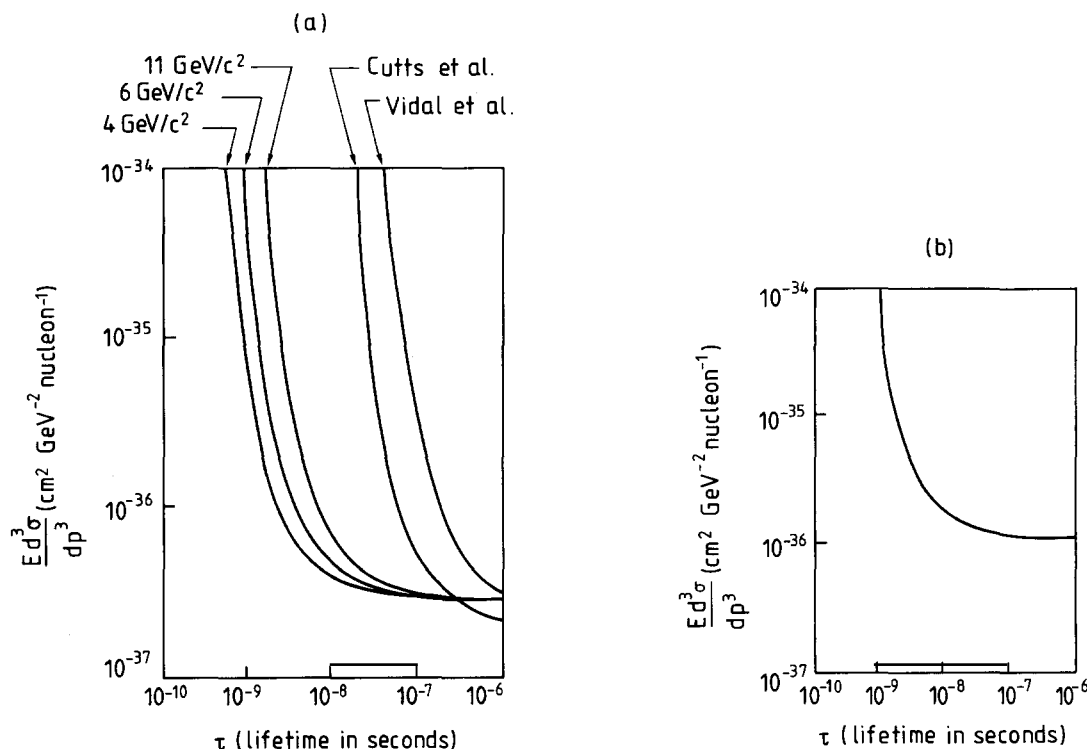 (a)
11 GeV/c²
6 GeV/c²
4 GeV/c²
Cutts et al.
Vidal et al.
10⁻³⁴
10⁻³⁵
10⁻³⁶
10⁻³⁷
E d³σ/dp³ (cm² GeV⁻² nucleon⁻¹)
10⁻¹⁰ 10⁻⁹ 10⁻⁸ 10⁻⁷ 10⁻⁶
τ (lifetime in seconds)
(b)
10⁻³⁴
10⁻³⁵
10⁻³⁶
10⁻³⁷
E d³σ/dp³ (cm² GeV⁻² nucleon⁻¹)
10⁻¹⁰ 10⁻⁹ 10⁻⁸ 10⁻⁷ 10⁻⁶
τ (lifetime in seconds)